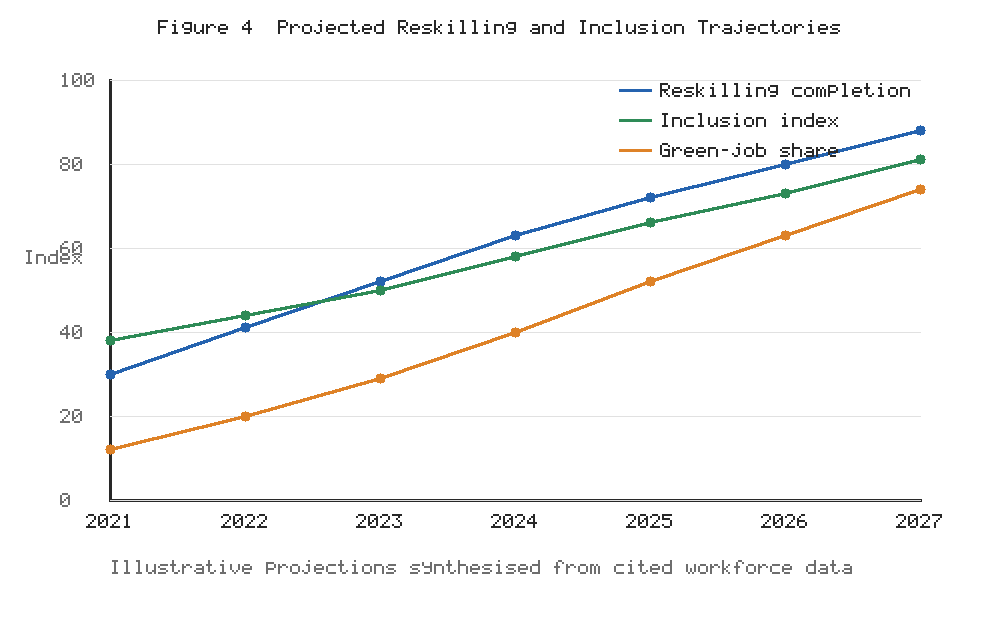 Figure 4  Projected Reskilling and Inclusion Trajectories
100
Reskilling completion
Inclusion index
Green-job share
80
60
Index
40
20
0
2021 2022 2023 2024 2025 2026 2027
Illustrative Projections synthesised from cited workforce data